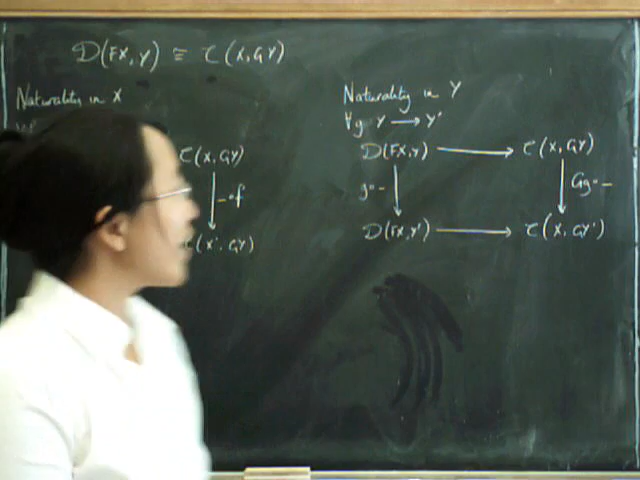 D(FX, Y) ≅ C(X, GY)
Naturality in X
C(X, GY)
_∘f
C(X', GY)
Naturality in Y
∀g Y → Y'
D(FX, Y) → C(X, GY)
g∘_ Gg∘_
D(FX, Y') → C(X, GY')